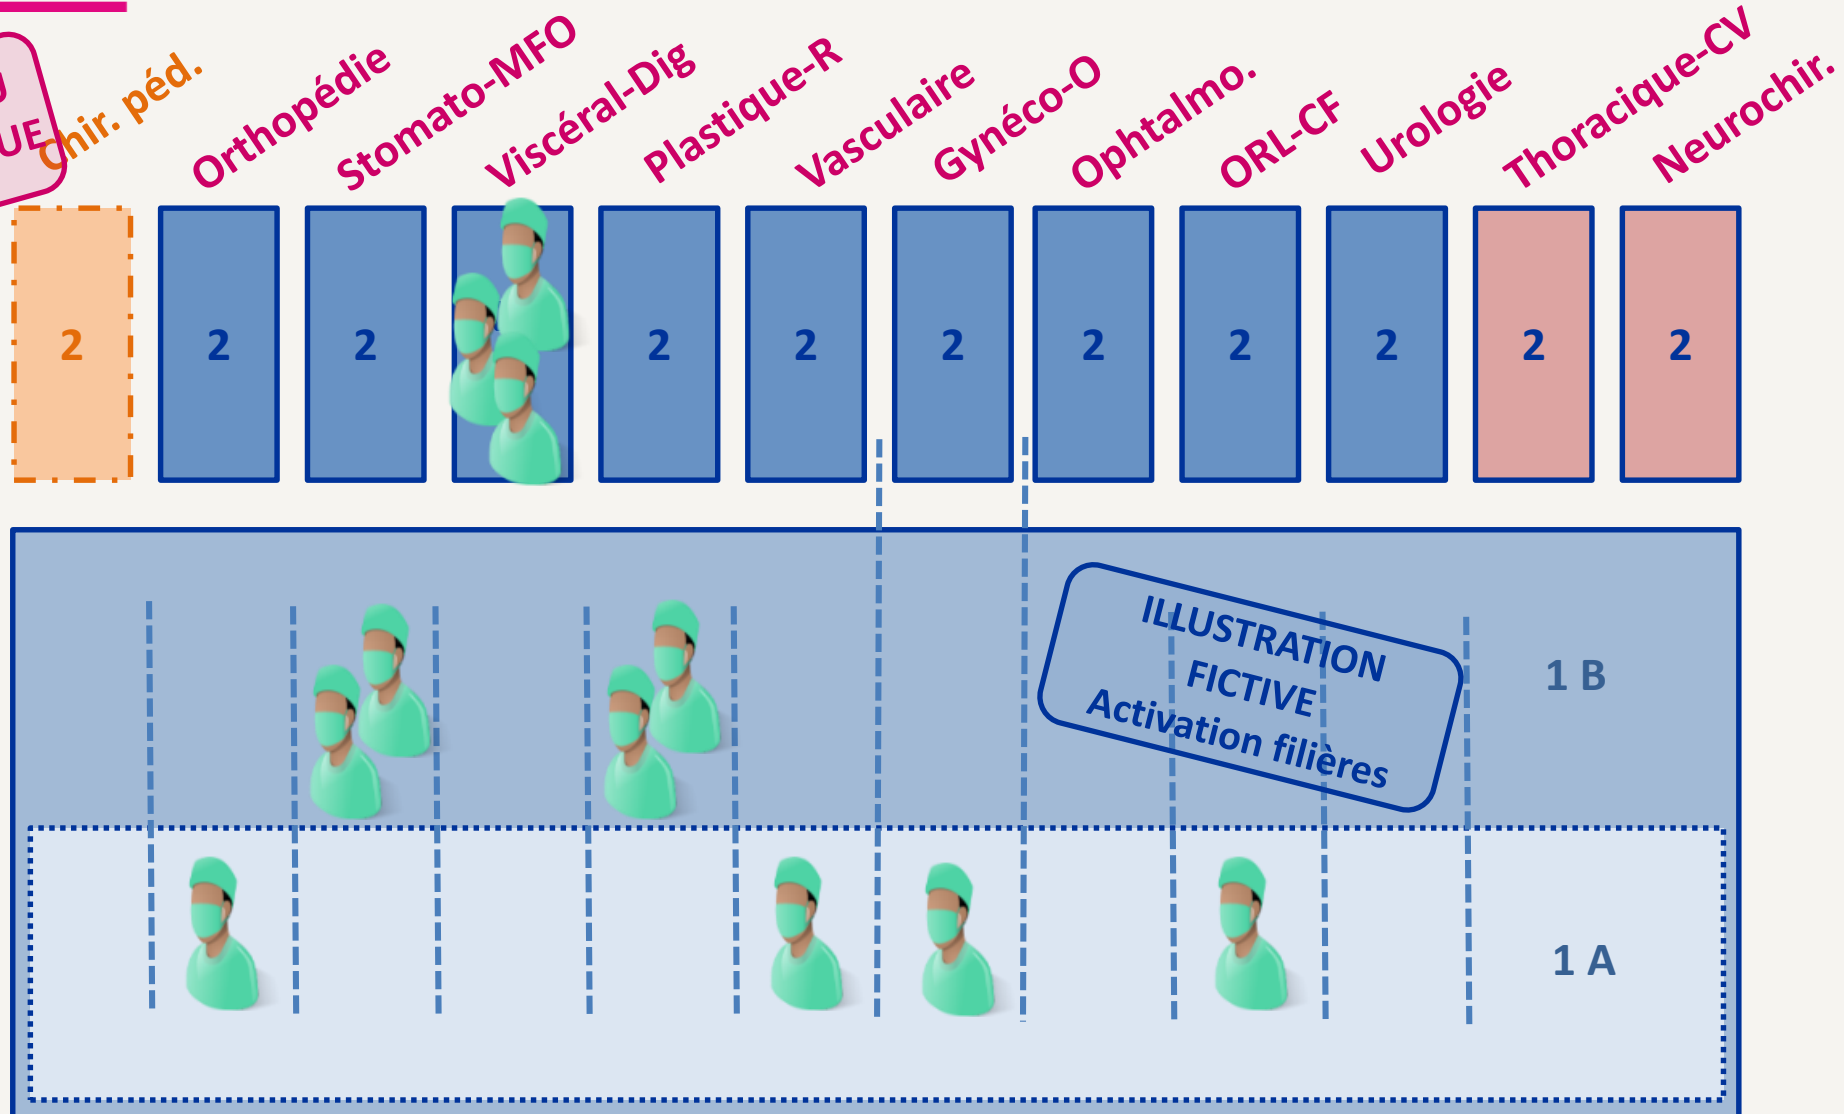 UE
Chir. péd.
Orthopédie
Stomato-MFO
Viscéral-Dig
Plastique-R
Vasculaire
Gynéco-O
Ophtalmo.
ORL-CF
Urologie
Thoracique-CV
Neurochir.
2
2
2
2
2
2
2
2
2
2
2
ILLUSTRATION
FICTIVE
Activation filières
1 B
1 A